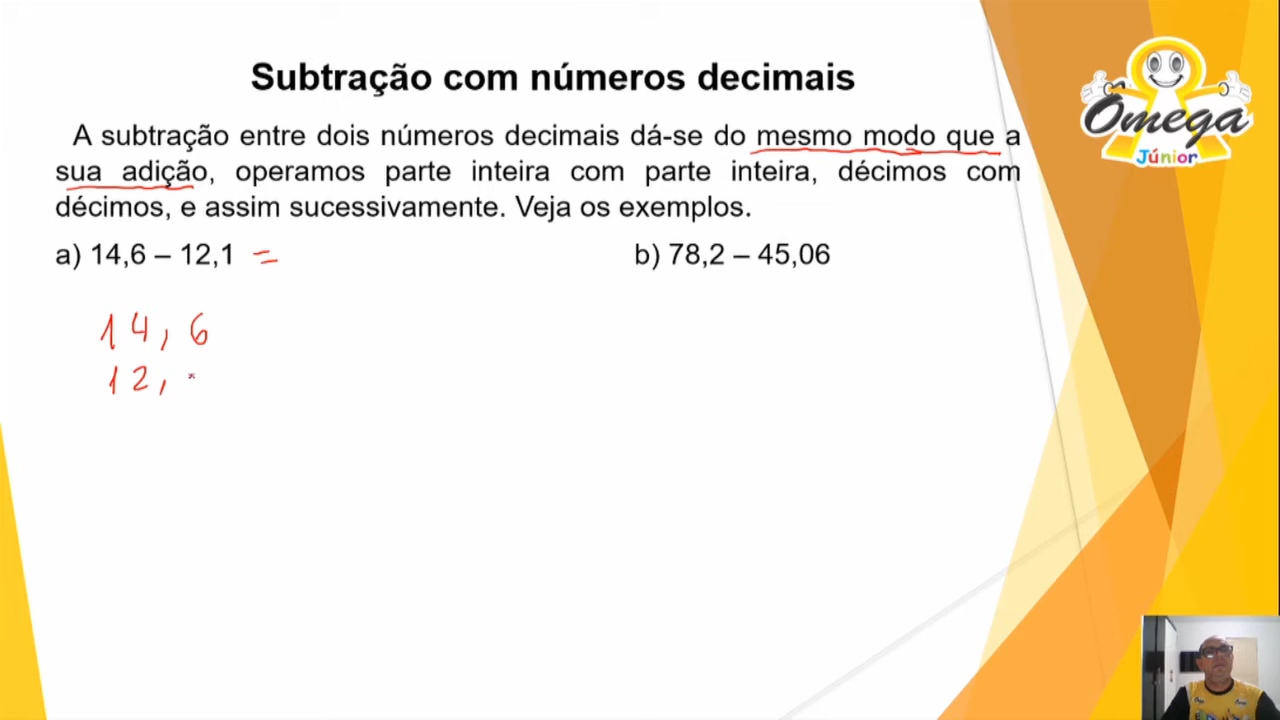 Subtração com números decimais
Ômega
Júnior
A subtração entre dois números decimais dá-se do mesmo modo que a
sua adição, operamos parte inteira com parte inteira, décimos com
décimos, e assim sucessivamente. Veja os exemplos.
a) 14,6 – 12,1 =
b) 78,2 – 45,06
14,6
12,